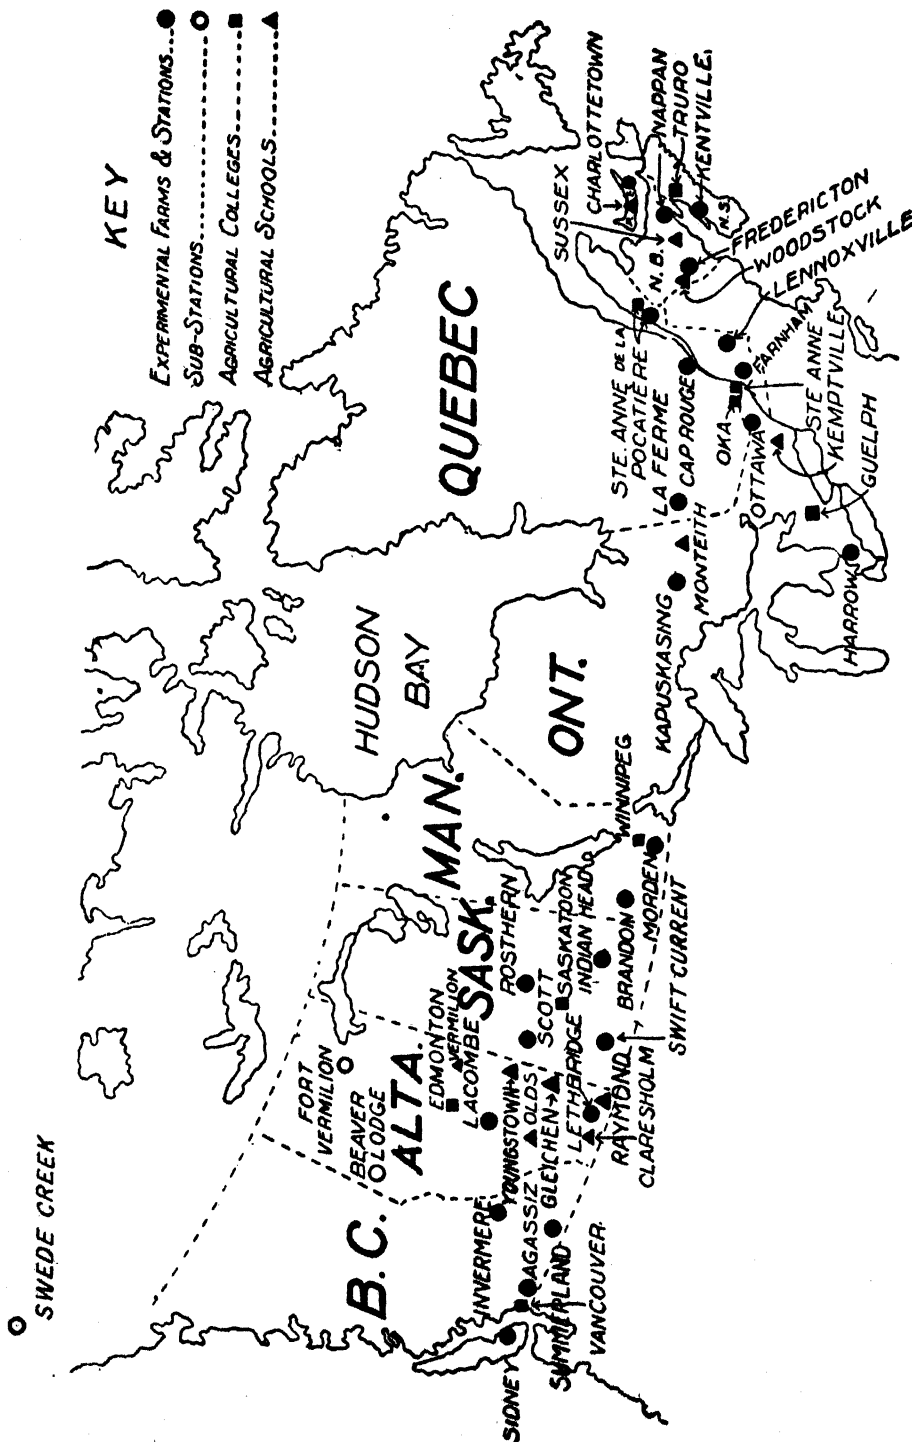 KEY
EXPERIMENTAL FARMS & STATIONS...
SUB-STATIONS
AGRICULTURAL COLLEGES
AGRICULTURAL SCHOOLS
SWEDE CREEK
HUDSON
BAY
QUEBEC
ONT.
MAN.
SASK.
ALTA.
B.C.
FORT
VERMILION
BEAVER
LODGE
EDMONTON
VERMILION
LACOMBE
ROSTHERN
SCOTT
SASKATOON
INDIAN HEAD
BRANDON
MORDEN
WINNIPEG
SWIFT CURRENT
YOUNGSTOWN
OLDS
GLEICHEN
LETHBRIDGE
RAYMOND
CLARESHOLM
INVERMERE
AGASSIZ
SUMMERLAND
VANCOUVER.
SIDNEY
KAPUSKASING
MONTEITH
HARROW
GUELPH
LA FERME
CAP ROUGE
STE. ANNE DE LA
POCATIÈRE
OKA
OTTAWA
FARNHAM
STE ANNE
KEMPTVILLE
SUSSEX
CHARLOTTETOWN
NAPPAN
TRURO
KENTVILLE.
N.B.
N.S.
FREDERICTON
WOODSTOCK
LENNOXVILLE